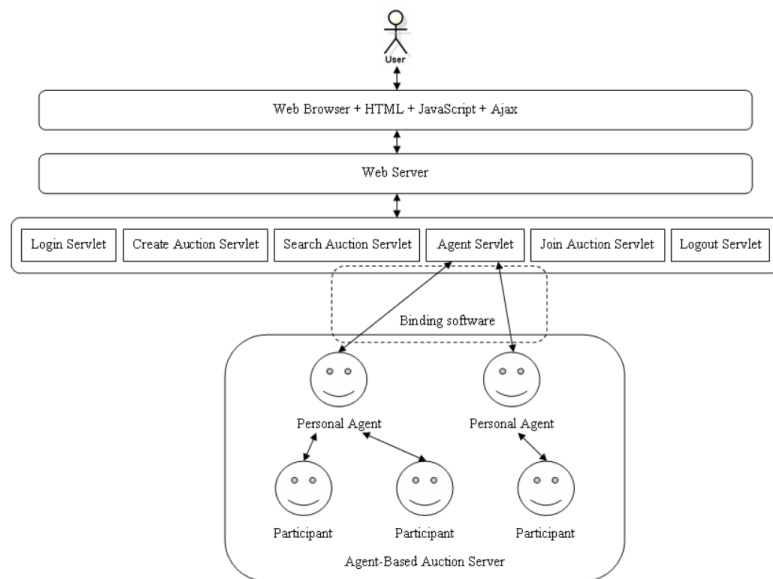 User
Web Browser + HTML + JavaScript + Ajax
Web Server
Login Servlet
Create Auction Servlet
Search Auction Servlet
Agent Servlet
Join Auction Servlet
Logout Servlet
Binding software
Personal Agent
Personal Agent
Participant
Participant
Participant
Agent-Based Auction Server